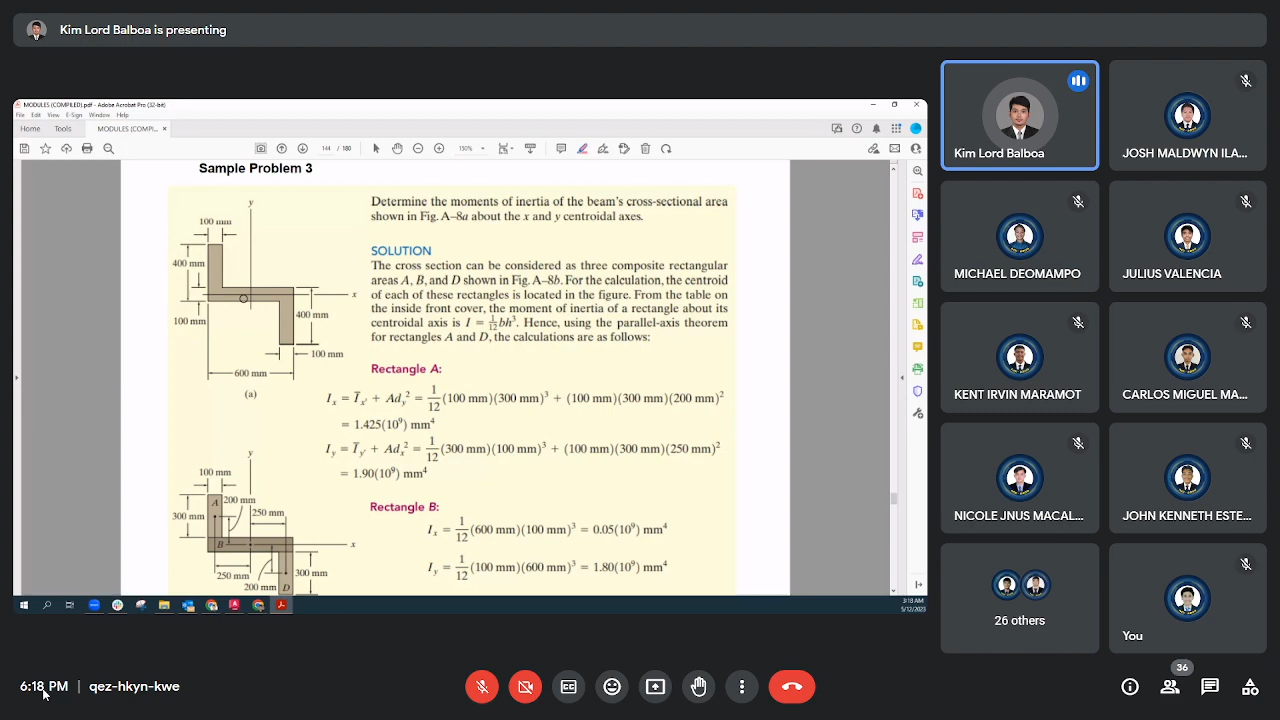 Kim Lord Balboa is presenting
MODULES (COMPILED).pdf - Adobe Acrobat Pro (32-bit)
File Edit View E-Sign Window Help
Home Tools MODULES (COMPI... ×
144 / 180 150%
Sample Problem 3
Determine the moments of inertia of the beam's cross-sectional area
shown in Fig. A–8a about the x and y centroidal axes.
SOLUTION
The cross section can be considered as three composite rectangular
areas A, B, and D shown in Fig. A–8b. For the calculation, the centroid
of each of these rectangles is located in the figure. From the table on
the inside front cover, the moment of inertia of a rectangle about its
centroidal axis is I = 1/12 bh³. Hence, using the parallel-axis theorem
for rectangles A and D, the calculations are as follows:
y
100 mm
400 mm
x
400 mm
100 mm
100 mm
600 mm
(a)
Rectangle A:
Iₓ = Īₓ′ + Ad_y² = 1/12 (100 mm)(300 mm)³ + (100 mm)(300 mm)(200 mm)²
= 1.425(10⁹) mm⁴
I_y = Ī_y′ + Adₓ² = 1/12 (300 mm)(100 mm)³ + (100 mm)(300 mm)(250 mm)²
= 1.90(10⁹) mm⁴
Rectangle B:
Iₓ = 1/12 (600 mm)(100 mm)³ = 0.05(10⁹) mm⁴
I_y = 1/12 (100 mm)(600 mm)³ = 1.80(10⁹) mm⁴
y
100 mm
A 200 mm
300 mm 250 mm
B x
250 mm 300 mm
200 mm D
3:18 AM
5/12/2023
Kim Lord Balboa
JOSH MALDWYN ILA...
MICHAEL DEOMAMPO
JULIUS VALENCIA
KENT IRVIN MARAMOT
CARLOS MIGUEL MA...
NICOLE JNUS MACAL...
JOHN KENNETH ESTE...
26 others
You
6:18 PM | qez-hkyn-kwe
36